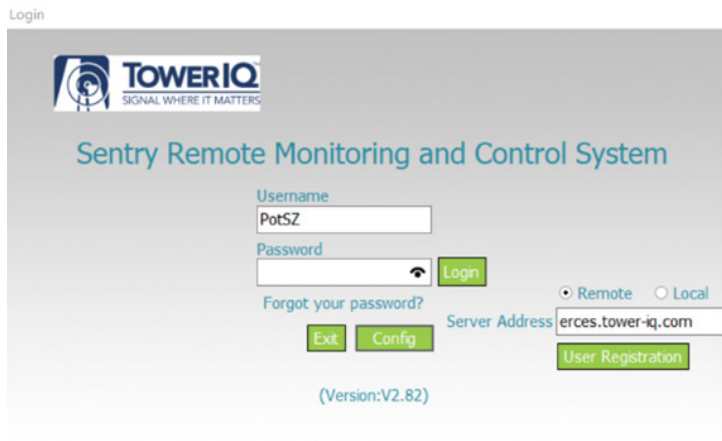 Login
TOWERIQ™
SIGNAL WHERE IT MATTERS
Sentry Remote Monitoring and Control System
Username
PotSZ
Password
Login
Forgot your password?
Remote Local
Server Address erces.tower-iq.com
Exit Config
User Registration
(Version:V2.82)